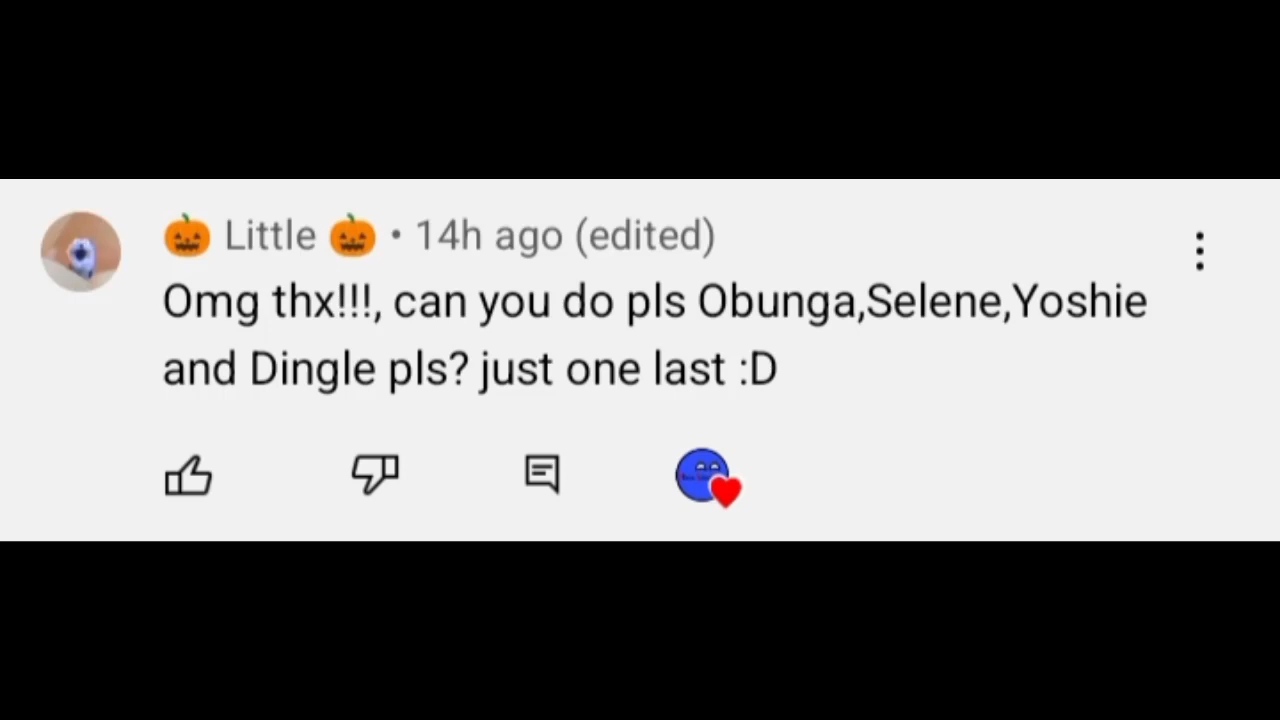 🎃 Little 🎃 • 14h ago (edited)
Omg thx!!!, can you do pls Obunga,Selene,Yoshie
and Dingle pls? just one last :D